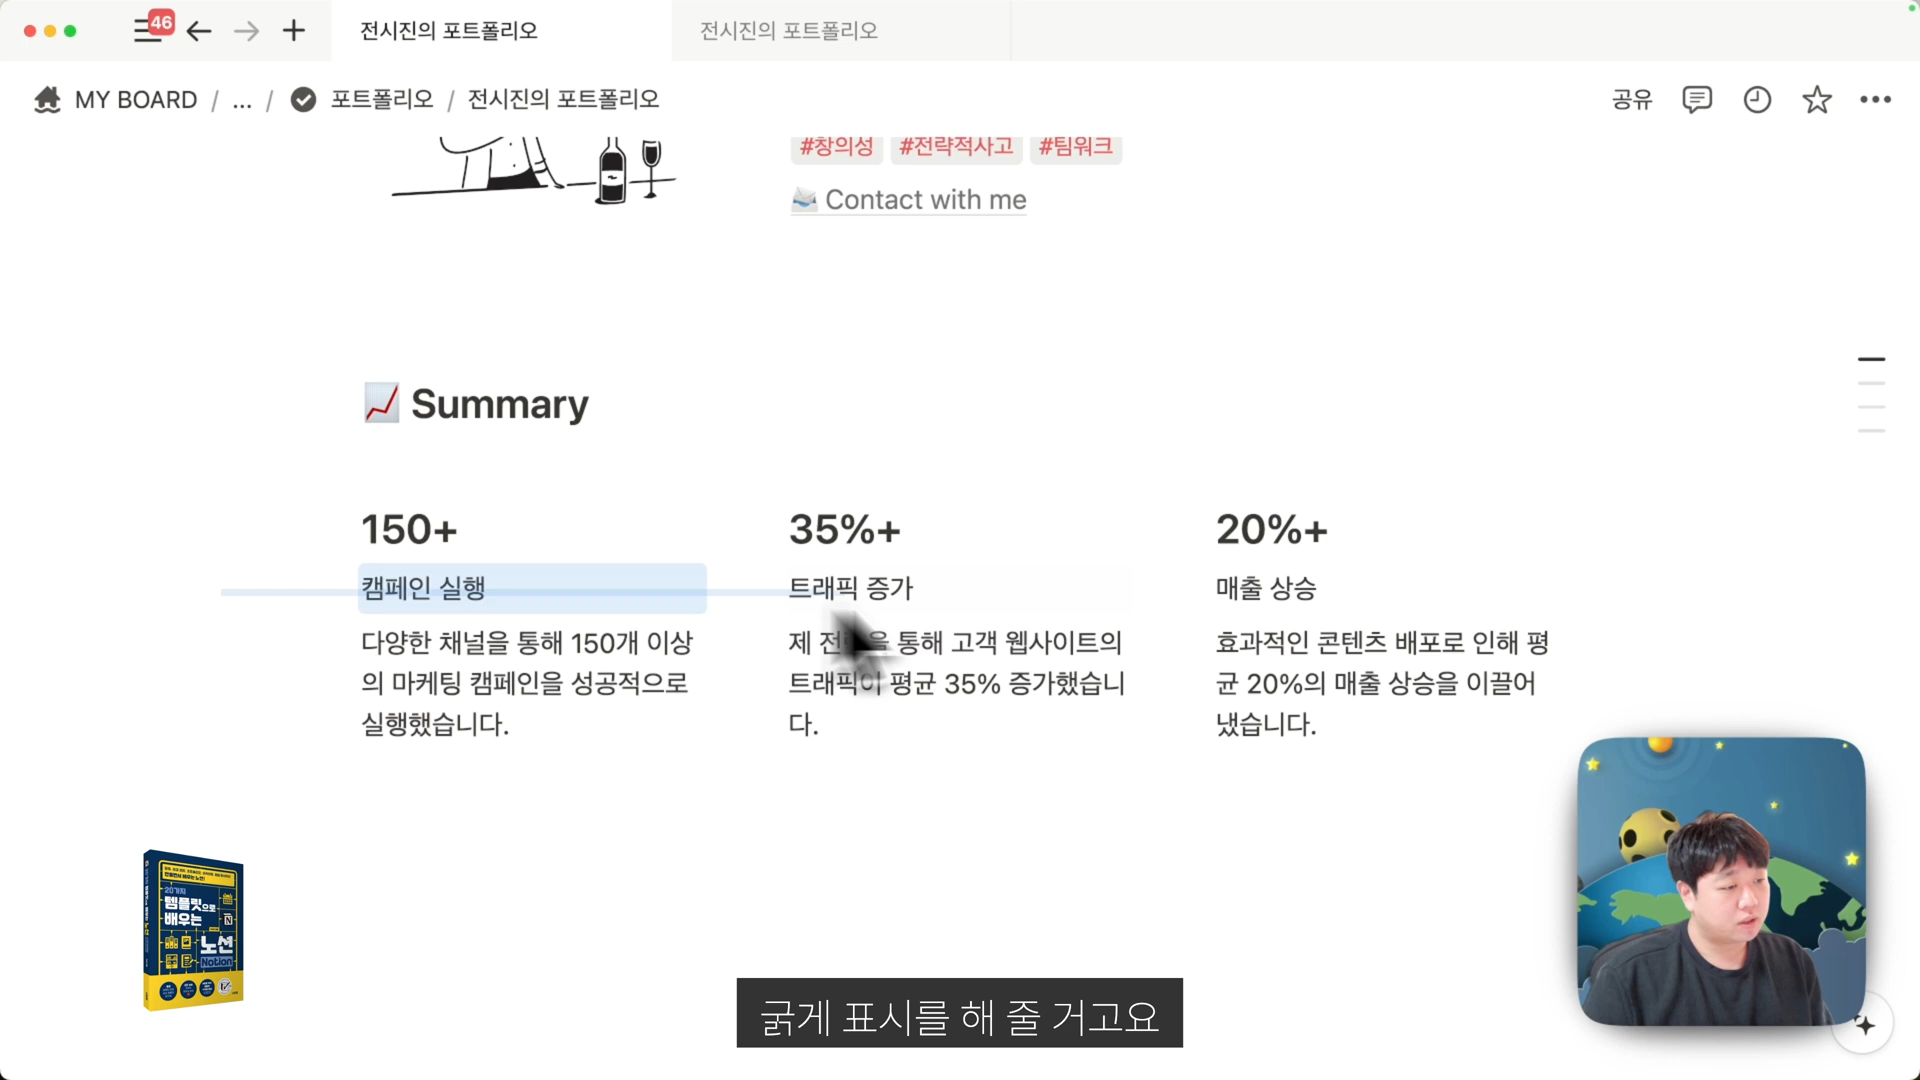 46
전시진의 포트폴리오
전시진의 포트폴리오
MY BOARD / ... / 포트폴리오 / 전시진의 포트폴리오
공유
#창의성 #전략적사고 #팀워크
Contact with me
Summary
150+
캠페인 실행
다양한 채널을 통해 150개 이상
의 마케팅 캠페인을 성공적으로
실행했습니다.
35%+
트래픽 증가
제 전략을 통해 고객 웹사이트의
트래픽이 평균 35% 증가했습니
다.
20%+
매출 상승
효과적인 콘텐츠 배포로 인해 평
균 20%의 매출 상승을 이끌어
냈습니다.
20가지
템플릿으로
배우는
노션
Notion
굵게 표시를 해 줄 거고요